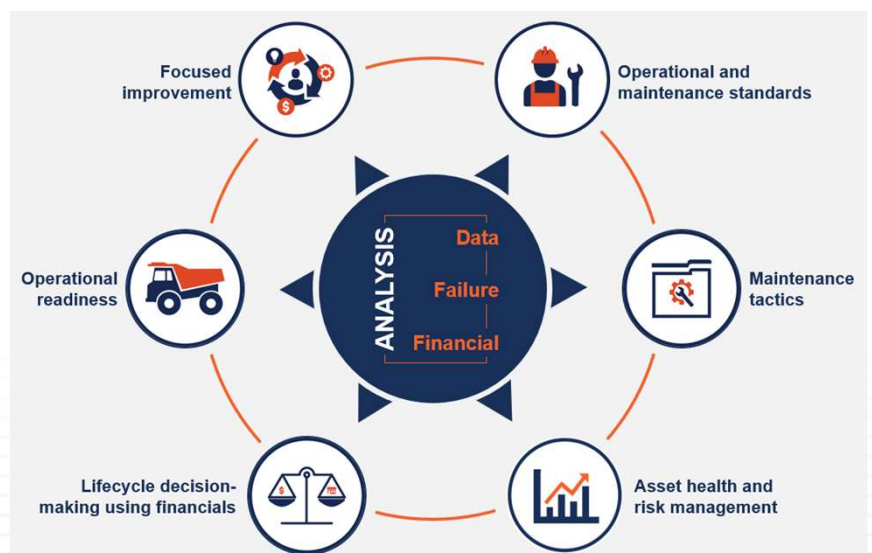 Focused
improvement
Operational and
maintenance standards
Operational
readiness
ANALYSIS
Data
Failure
Financial
Maintenance
tactics
Lifecycle decision-
making using financials
$
$
Asset health and
risk management